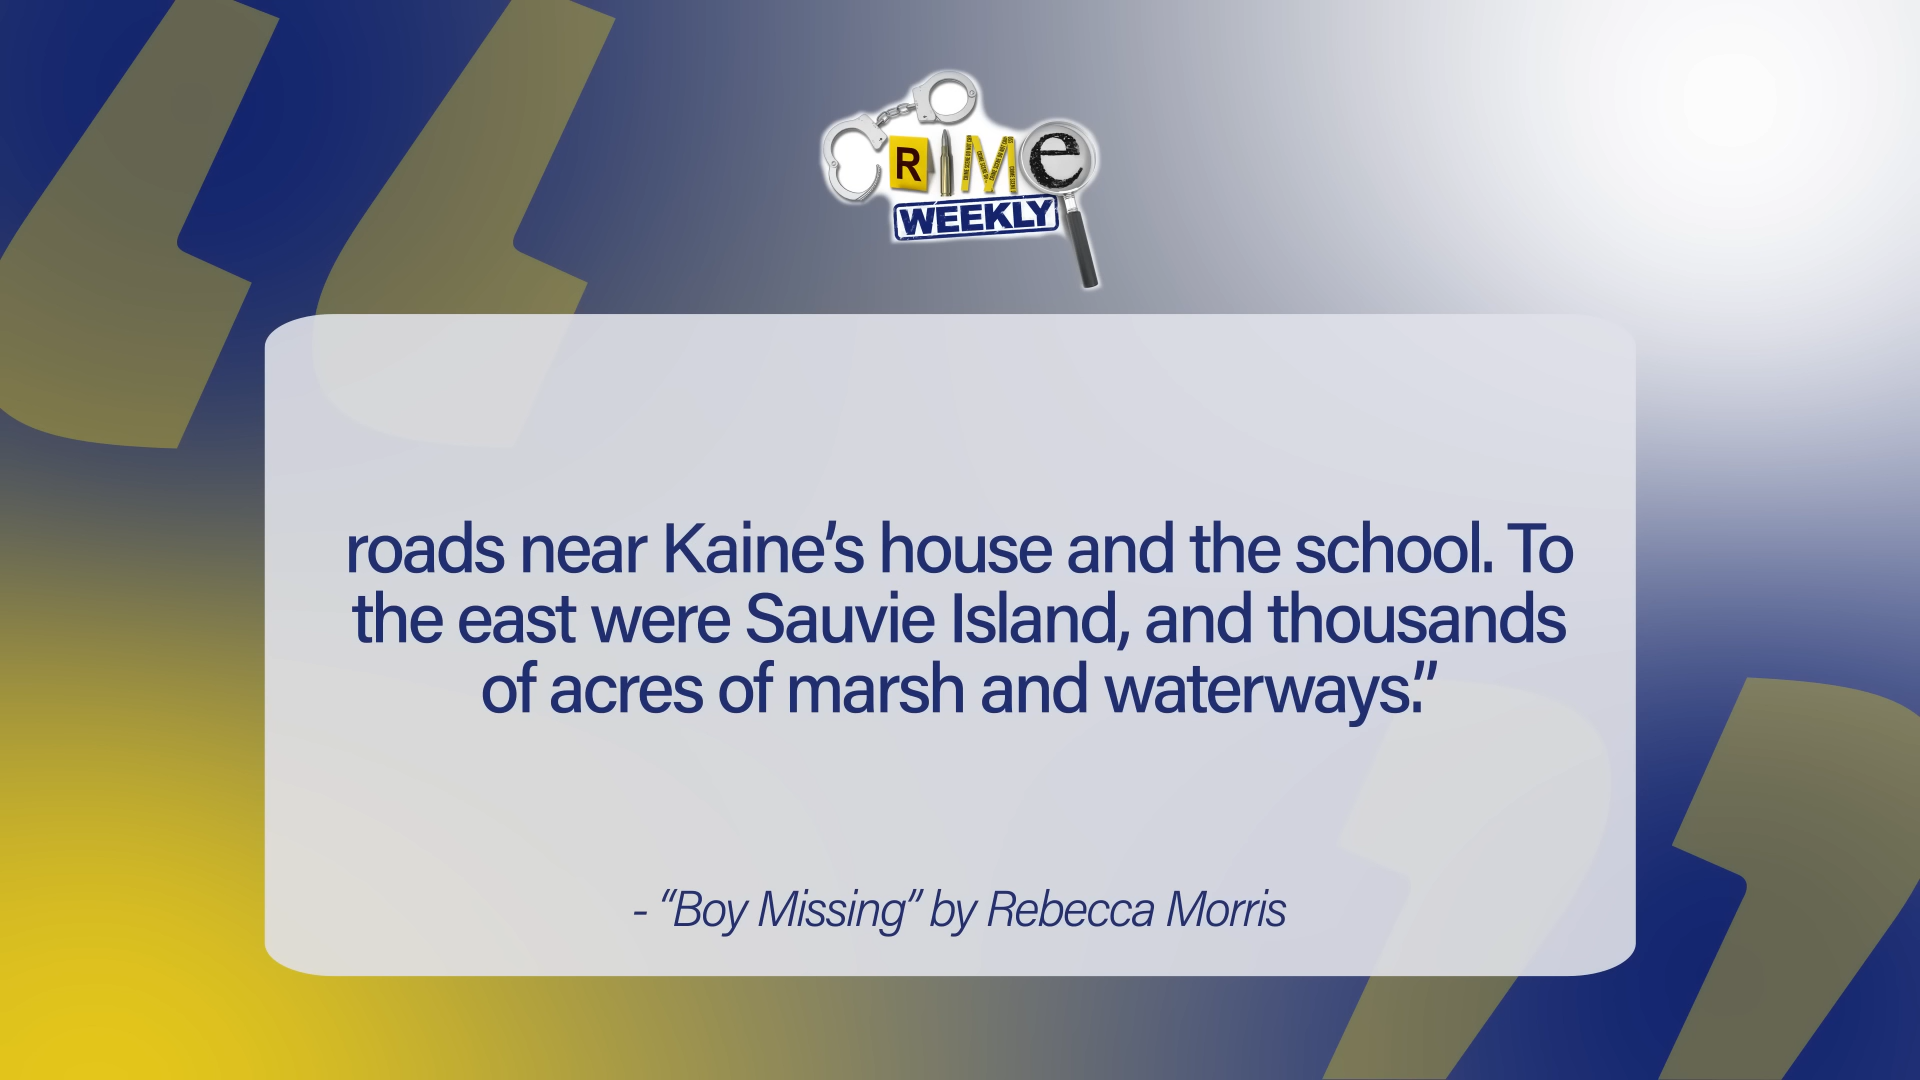 CRIMe
WEEKLY
roads near Kaine’s house and the school. To
the east were Sauvie Island, and thousands
of acres of marsh and waterways.”
- “Boy Missing” by Rebecca Morris